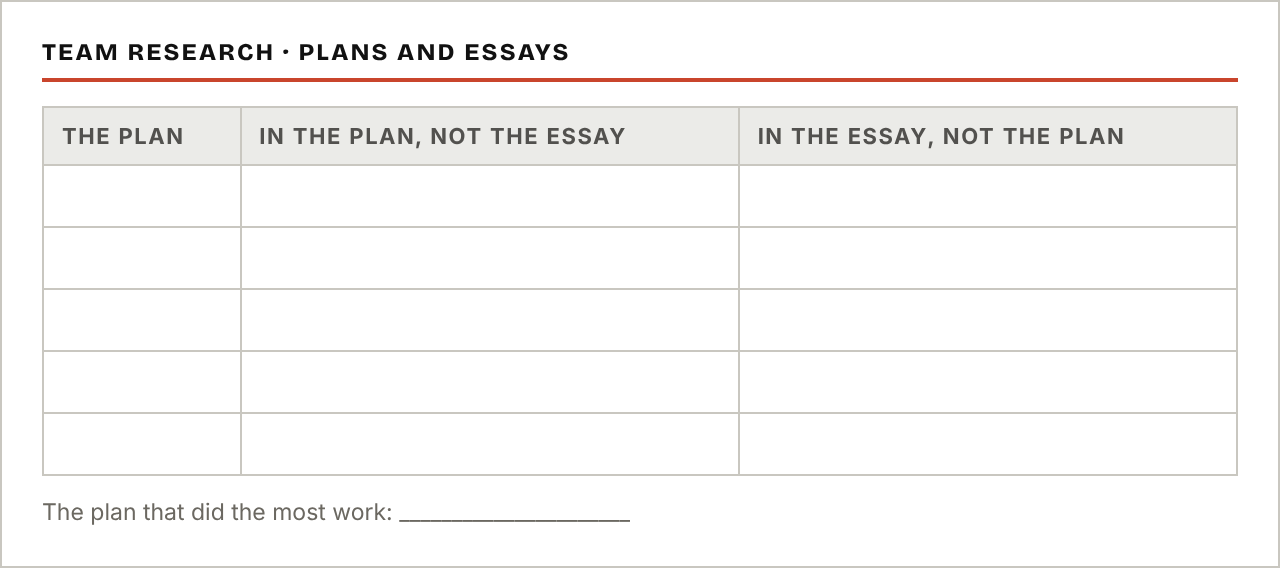 TEAM RESEARCH · PLANS AND ESSAYS
THE PLAN
IN THE PLAN, NOT THE ESSAY
IN THE ESSAY, NOT THE PLAN
The plan that did the most work: ______________________